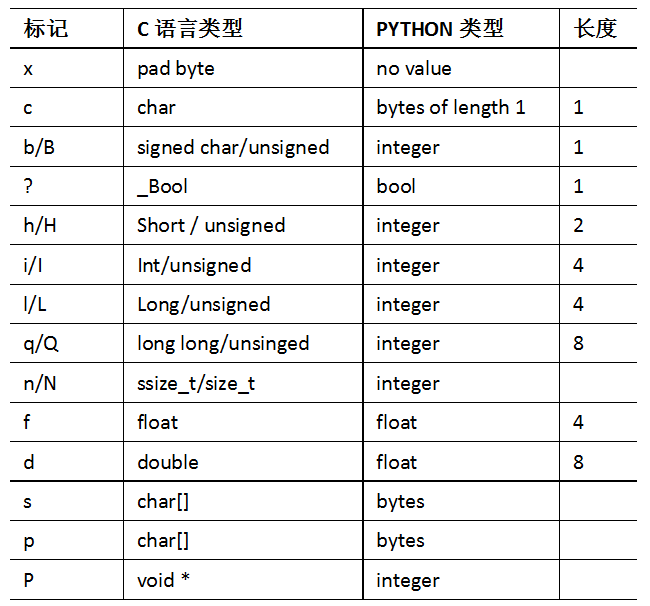 标记 C 语言类型 PYTHON 类型 长度
x pad byte no value
c char bytes of length 1 1
b/B signed char/unsigned integer 1
? _Bool bool 1
h/H Short / unsigned integer 2
i/I Int/unsigned integer 4
l/L Long/unsigned integer 4
q/Q long long/unsinged integer 8
n/N ssize_t/size_t integer
f float float 4
d double float 8
s char[] bytes
p char[] bytes
P void * integer